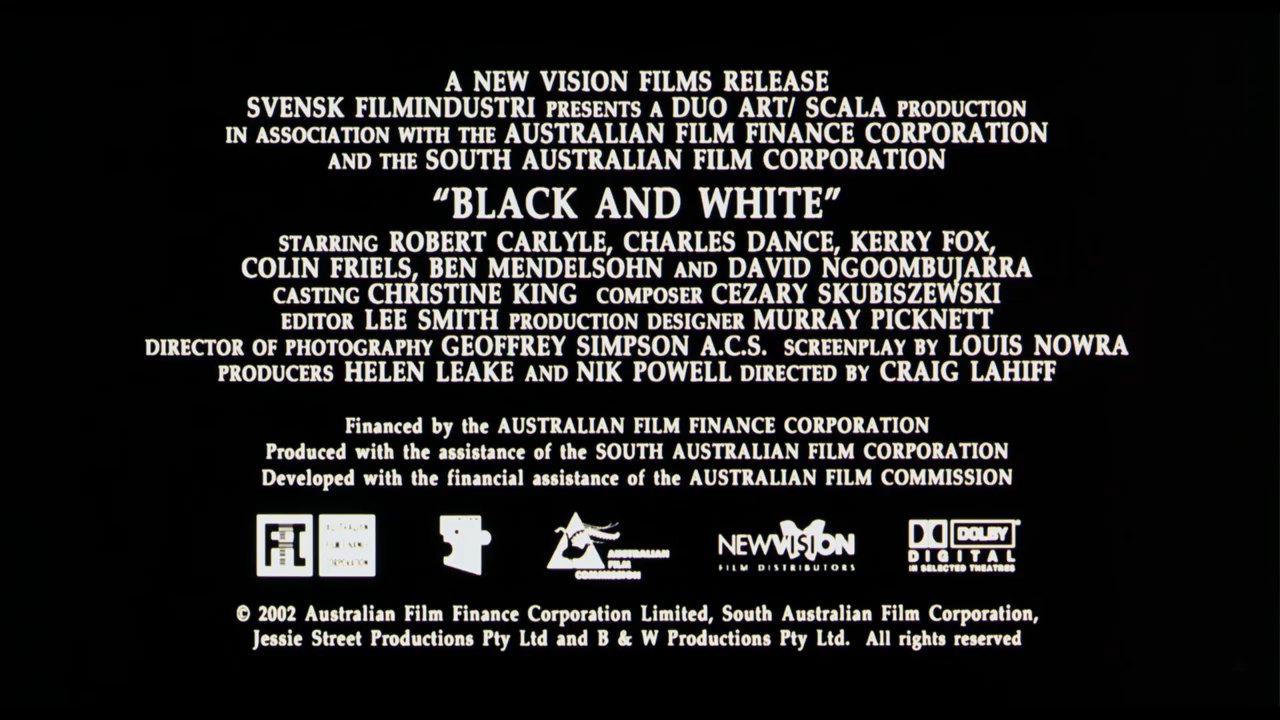 A NEW VISION FILMS RELEASE
SVENSK FILMINDUSTRI PRESENTS A DUO ART/ SCALA PRODUCTION
IN ASSOCIATION WITH THE AUSTRALIAN FILM FINANCE CORPORATION
AND THE SOUTH AUSTRALIAN FILM CORPORATION
“BLACK AND WHITE”
STARRING ROBERT CARLYLE, CHARLES DANCE, KERRY FOX,
COLIN FRIELS, BEN MENDELSOHN AND DAVID NGOOMBUJARRA
CASTING CHRISTINE KING COMPOSER CEZARY SKUBISZEWSKI
EDITOR LEE SMITH PRODUCTION DESIGNER MURRAY PICKNETT
DIRECTOR OF PHOTOGRAPHY GEOFFREY SIMPSON A.C.S. SCREENPLAY BY LOUIS NOWRA
PRODUCERS HELEN LEAKE AND NIK POWELL DIRECTED BY CRAIG LAHIFF
Financed by the AUSTRALIAN FILM FINANCE CORPORATION
Produced with the assistance of the SOUTH AUSTRALIAN FILM CORPORATION
Developed with the financial assistance of the AUSTRALIAN FILM COMMISSION
AUSTRALIAN
FILM
COMMISSION
NEWVISION
FILM DISTRIBUTORS
DOLBY
DIGITAL
IN SELECTED THEATRES
© 2002 Australian Film Finance Corporation Limited, South Australian Film Corporation,
Jessie Street Productions Pty Ltd and B & W Productions Pty Ltd. All rights reserved